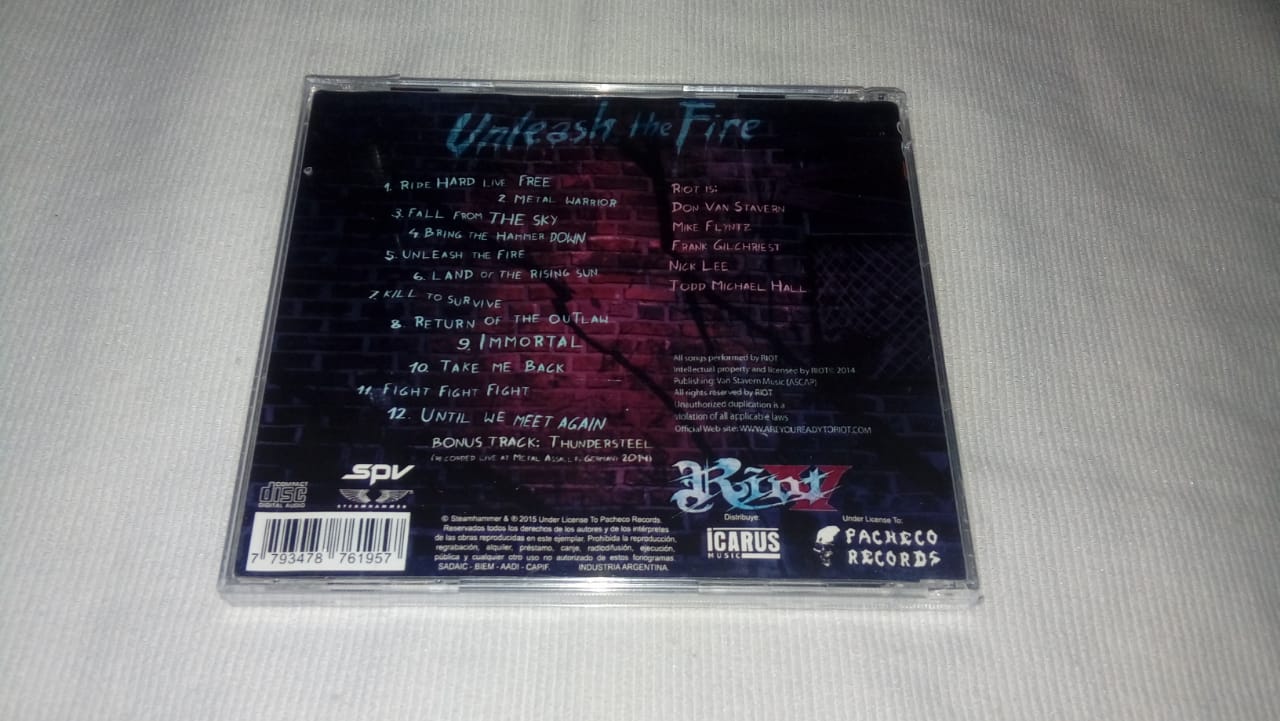 Unleash the Fire
1. RIDE HARD LIVE FREE
2. METAL WARRIOR
3. FALL FROM THE SKY
4. BRING THE HAMMER DOWN
5. UNLEASH THE FIRE
6. LAND OF THE RISING SUN
7. KILL TO SURVIVE
8. RETURN OF THE OUTLAW
9. IMMORTAL
10. TAKE ME BACK
11. FIGHT FIGHT FIGHT
12. UNTIL WE MEET AGAIN
BONUS TRACK: THUNDERSTEEL
(RECORDED LIVE AT METAL GERMANY 2014)
RIOT IS:
DON VAN STAVERN
MIKE FLYNTZ
FRANK GILCHRIEST
NICK LEE
TODD MICHAEL HALL
All songs performed by RIOT
Intellectual property and licensed by RIOT© 2014
Publishing: Van Stavern Music (ASCAP)
All rights reserved by RIOT
Unauthorized duplication is a
violation of all applicable laws
Official Web site: WWW.AREYOUREADYTORIOT.COM
Riot V
COMPACT
disc
DIGITAL AUDIO
spv
STEAMHAMMER
7 793478 761957
© Steamhammer & ℗ 2015 Under License To Pacheco Records.
Reservados todos los derechos de los autores y de los intérpretes
de las obras reproducidas en este ejemplar. Prohibida la reproducción,
regrabación, alquiler, préstamo, canje, radiodifusión, ejecución,
pública y cualquier otro uso no autorizado de estos fonogramas.
SADAIC - BIEM - AADI - CAPIF. INDUSTRIA ARGENTINA.
Distribuye:
ICARUS
MUSIC
Under License To:
PACHECO
RECORDS